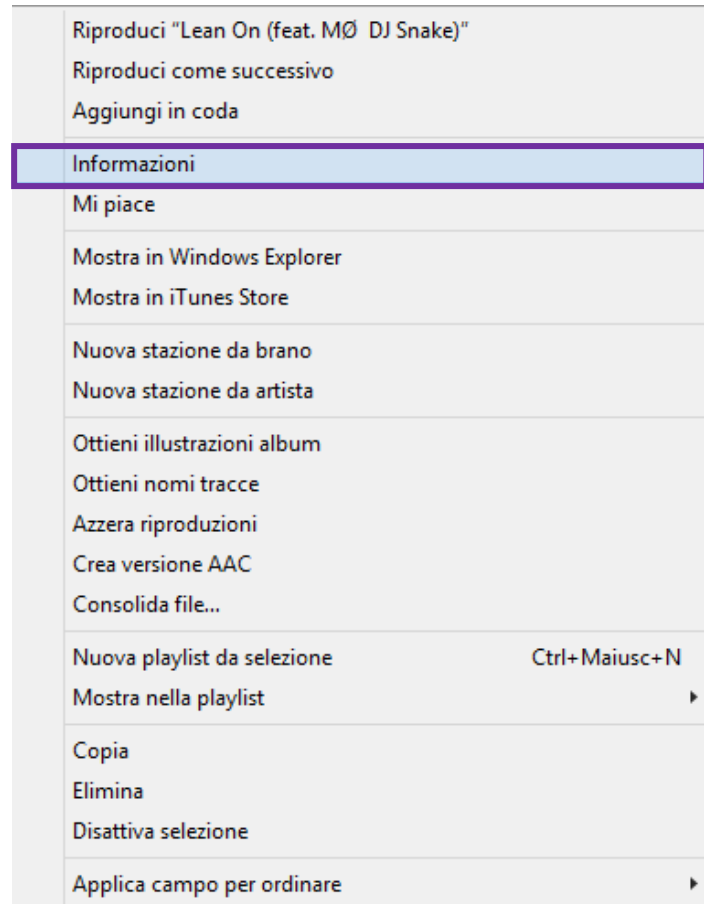 Riproduci “Lean On (feat. MØ  DJ Snake)”
Riproduci come successivo
Aggiungi in coda
Informazioni
Mi piace
Mostra in Windows Explorer
Mostra in iTunes Store
Nuova stazione da brano
Nuova stazione da artista
Ottieni illustrazioni album
Ottieni nomi tracce
Azzera riproduzioni
Crea versione AAC
Consolida file...
Nuova playlist da selezione Ctrl+Maiusc+N
Mostra nella playlist
Copia
Elimina
Disattiva selezione
Applica campo per ordinare